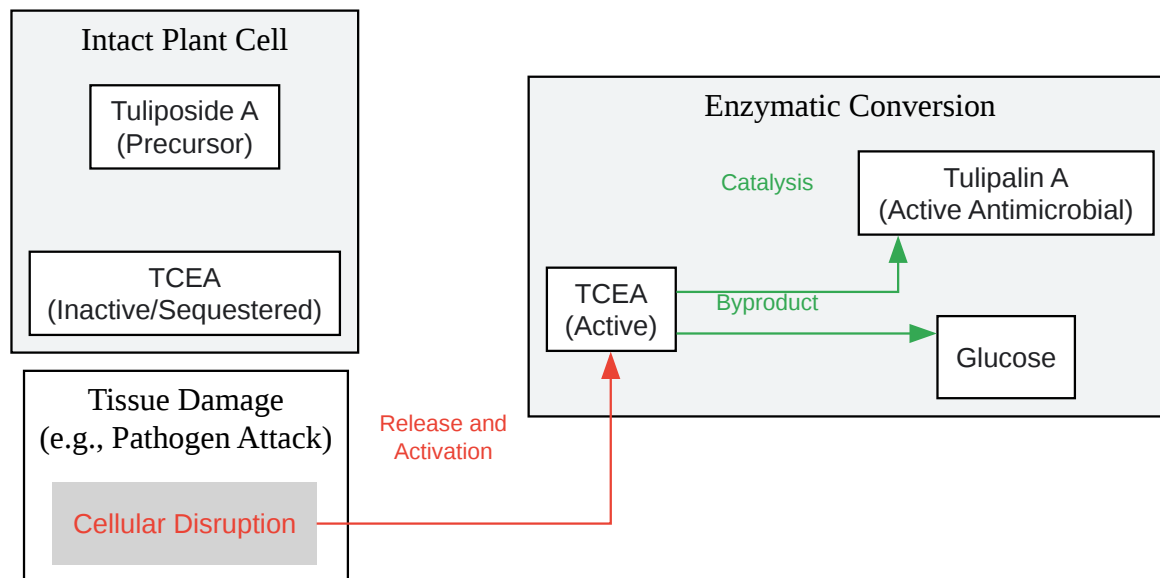 Intact Plant Cell
Tuliposide A
(Precursor)
TCEA
(Inactive/Sequestered)
Tissue Damage
(e.g., Pathogen Attack)
Cellular Disruption
Release and
Activation
Enzymatic Conversion
Catalysis
Tulipalin A
(Active Antimicrobial)
TCEA
(Active)
Byproduct
Glucose